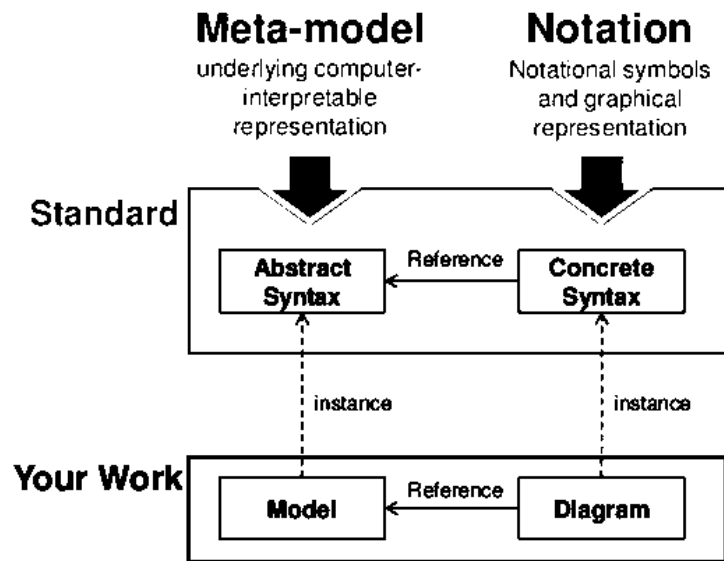 Meta-model
underlying computer-
interpretable
representation
Notation
Notational symbols
and graphical
representation
Standard
Abstract
Syntax
Reference
Concrete
Syntax
instance
instance
Your Work
Model
Reference
Diagram